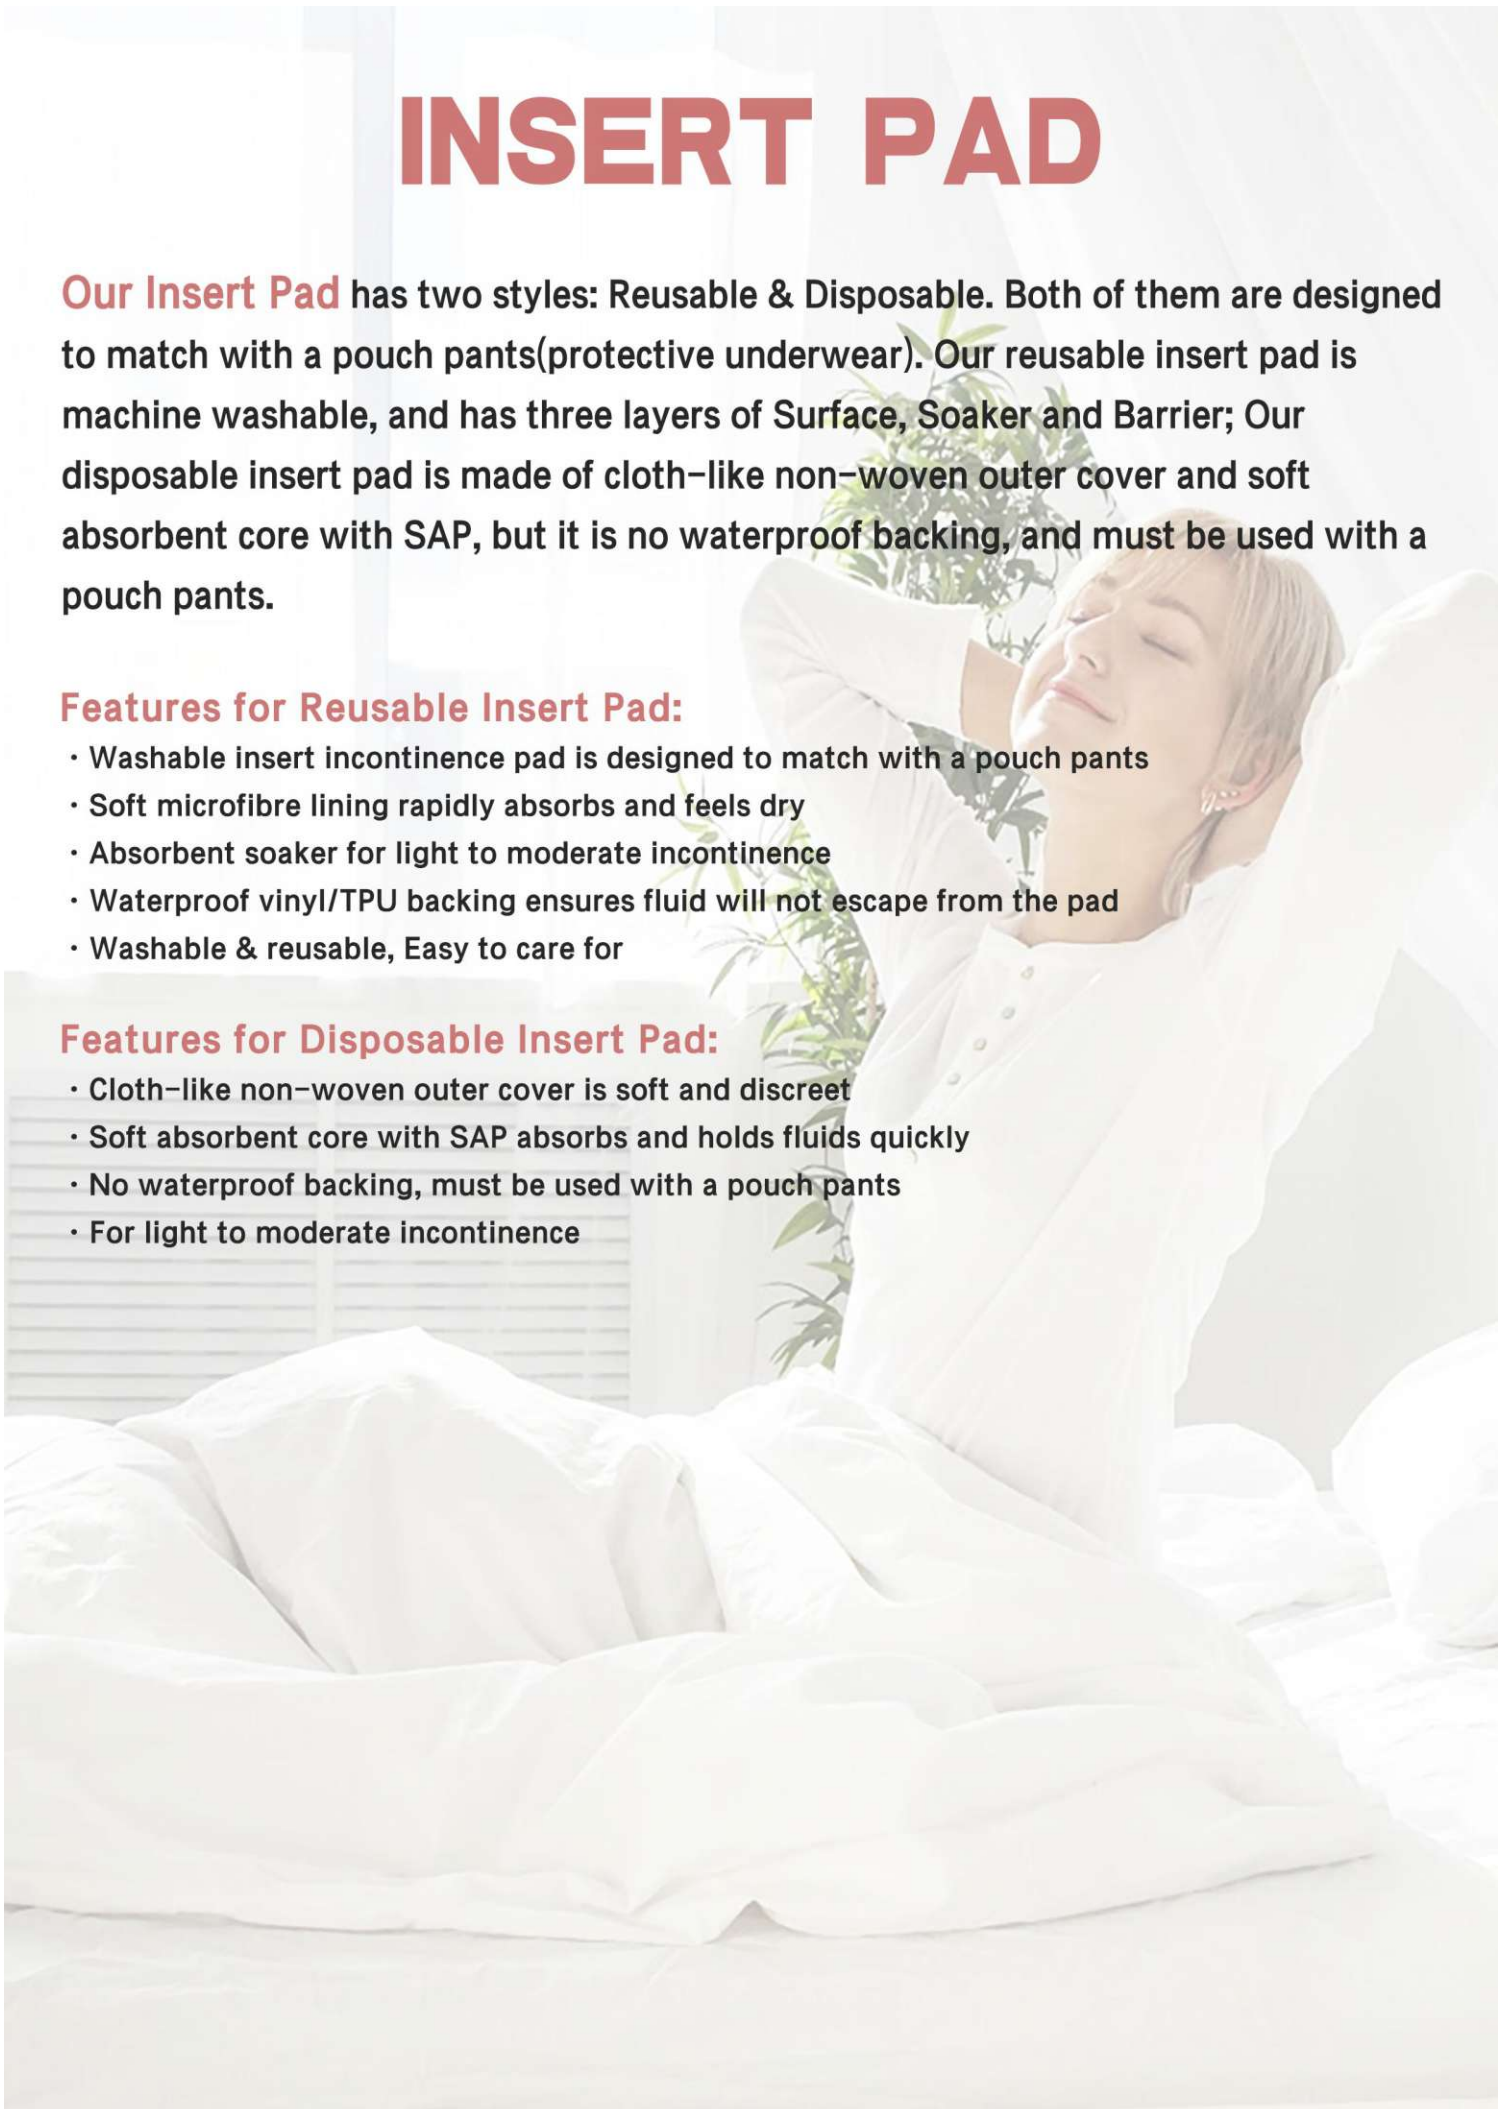 INSERT PAD
Our Insert Pad has two styles: Reusable & Disposable. Both of them are designed
to match with a pouch pants(protective underwear). Our reusable insert pad is
machine washable, and has three layers of Surface, Soaker and Barrier; Our
disposable insert pad is made of cloth-like non-woven outer cover and soft
absorbent core with SAP, but it is no waterproof backing, and must be used with a
pouch pants.
Features for Reusable Insert Pad:
· Washable insert incontinence pad is designed to match with a pouch pants
· Soft microfibre lining rapidly absorbs and feels dry
· Absorbent soaker for light to moderate incontinence
· Waterproof vinyl/TPU backing ensures fluid will not escape from the pad
· Washable & reusable, Easy to care for
Features for Disposable Insert Pad:
· Cloth-like non-woven outer cover is soft and discreet
· Soft absorbent core with SAP absorbs and holds fluids quickly
· No waterproof backing, must be used with a pouch pants
· For light to moderate incontinence